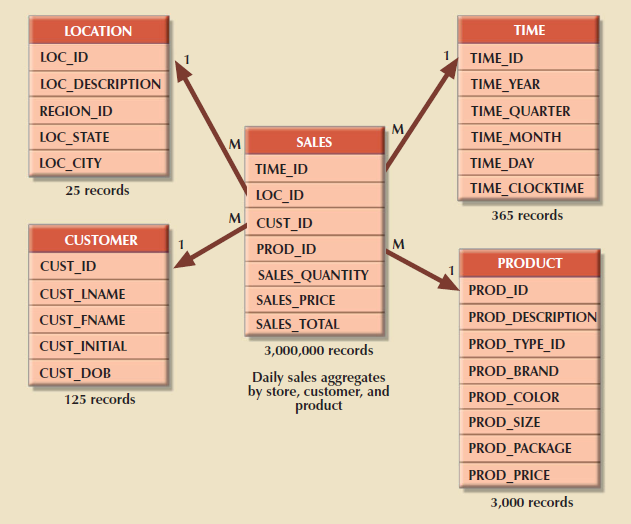 LOCATION
LOC_ID
LOC_DESCRIPTION
REGION_ID
LOC_STATE
LOC_CITY
25 records
1
M
TIME
TIME_ID
TIME_YEAR
TIME_QUARTER
TIME_MONTH
TIME_DAY
TIME_CLOCKTIME
365 records
1
M
SALES
TIME_ID
LOC_ID
CUST_ID
PROD_ID
SALES_QUANTITY
SALES_PRICE
SALES_TOTAL
3,000,000 records
Daily sales aggregates
by store, customer, and
product
CUSTOMER
CUST_ID
CUST_LNAME
CUST_FNAME
CUST_INITIAL
CUST_DOB
125 records
1
M
PRODUCT
PROD_ID
PROD_DESCRIPTION
PROD_TYPE_ID
PROD_BRAND
PROD_COLOR
PROD_SIZE
PROD_PACKAGE
PROD_PRICE
3,000 records
1
M